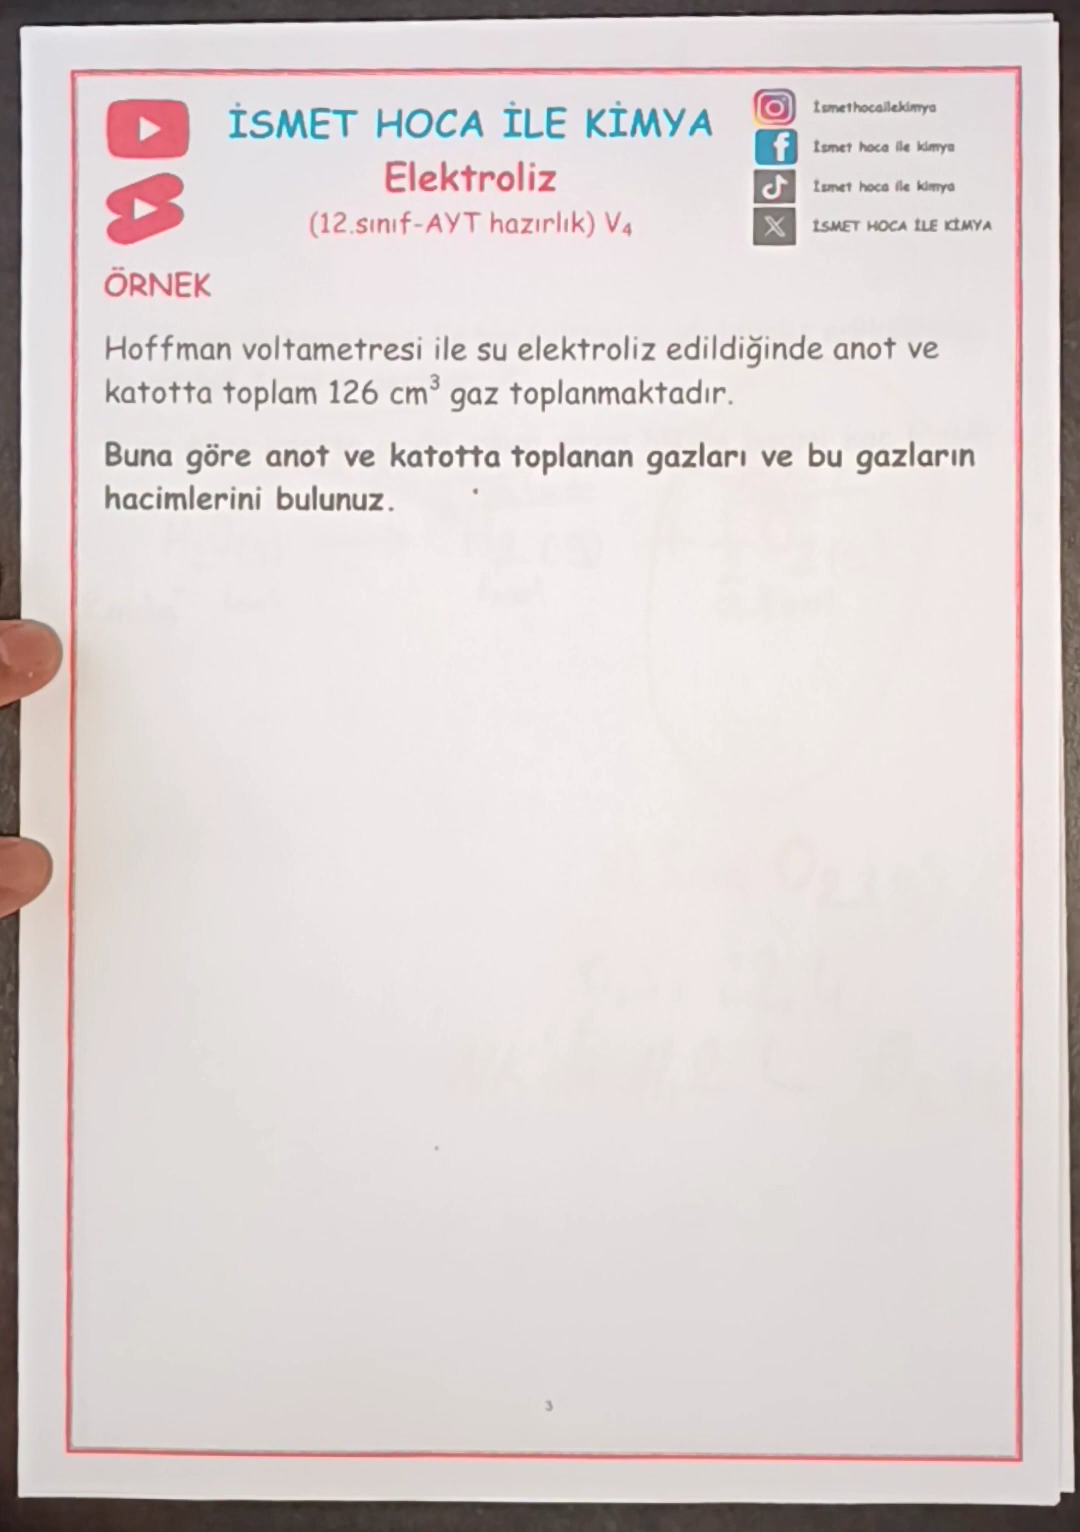 İSMET HOCA İLE KİMYA
Elektroliz
(12.sınıf-AYT hazırlık) V4
İsmethocailekimya
İsmet hoca ile kimya
İsmet hoca ile kimya
İSMET HOCA İLE KİMYA
ÖRNEK
Hoffman voltametresi ile su elektroliz edildiğinde anot ve
katotta toplam 126 cm³ gaz toplanmaktadır.
Buna göre anot ve katotta toplanan gazları ve bu gazların
hacimlerini bulunuz.
3